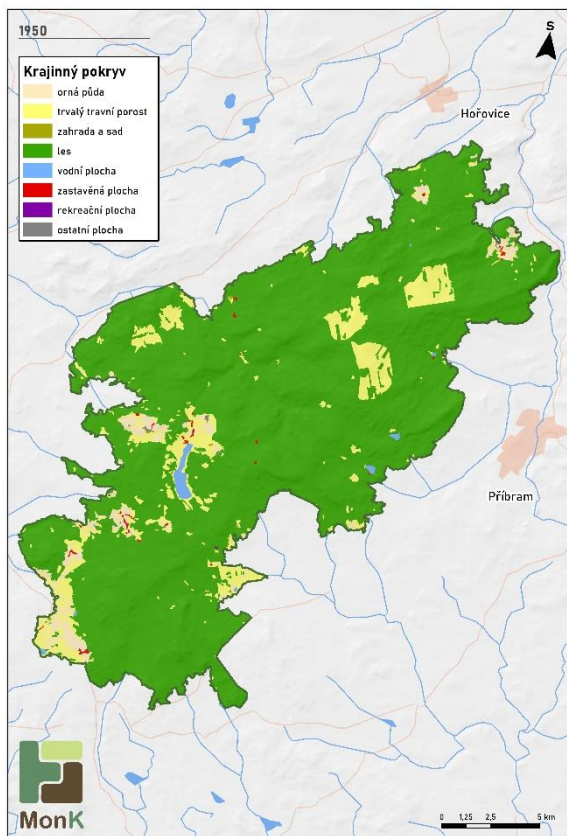 1950
S
Krajinný pokryv
orná půda
trvalý travní porost
zahrada a sad
les
vodní plocha
zastavěná plocha
rekreační plocha
ostatní plocha
Hořovice
Příbram
MonK
0 1,25 2,5 5 km